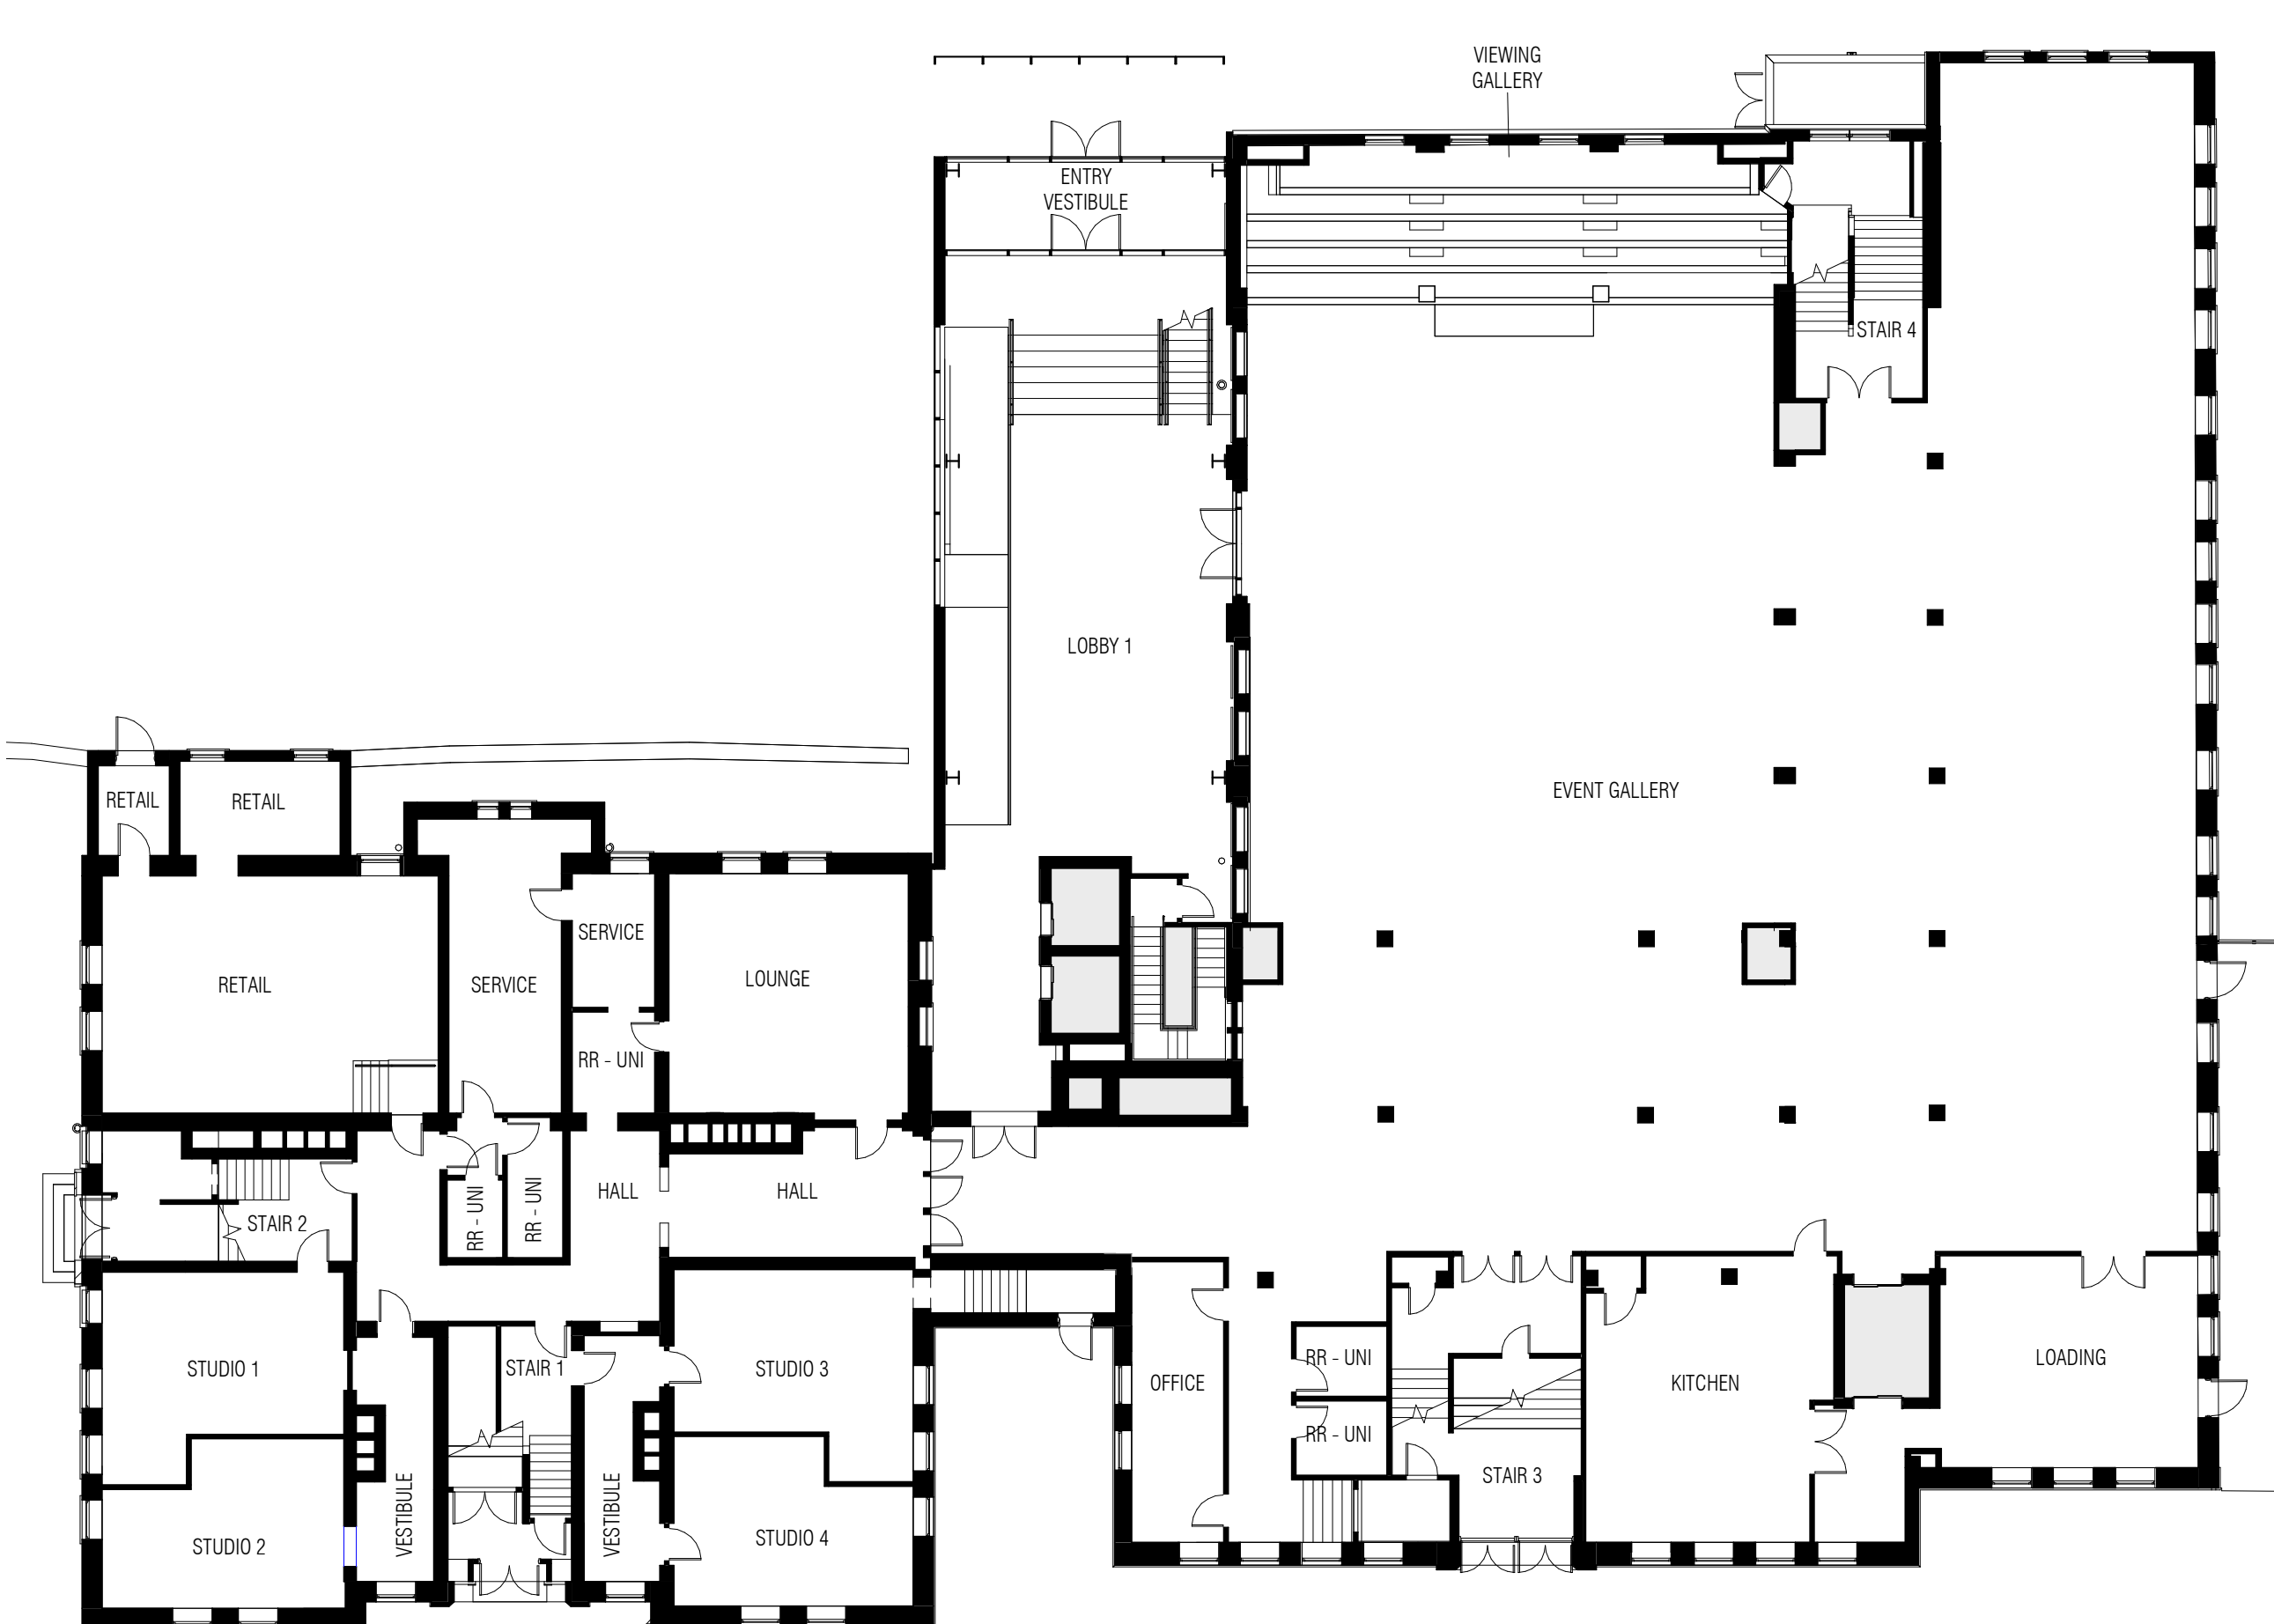 VIEWING
GALLERY
ENTRY
VESTIBULE
STAIR 4
LOBBY 1
EVENT GALLERY
RETAIL
RETAIL
SERVICE
RETAIL
SERVICE
LOUNGE
RR - UNI
HALL
HALL
RR - UNI
RR - UNI
STAIR 2
STUDIO 1
STAIR 1
STUDIO 3
OFFICE
RR - UNI
KITCHEN
LOADING
RR - UNI
STAIR 3
VESTIBULE
VESTIBULE
STUDIO 2
STUDIO 4